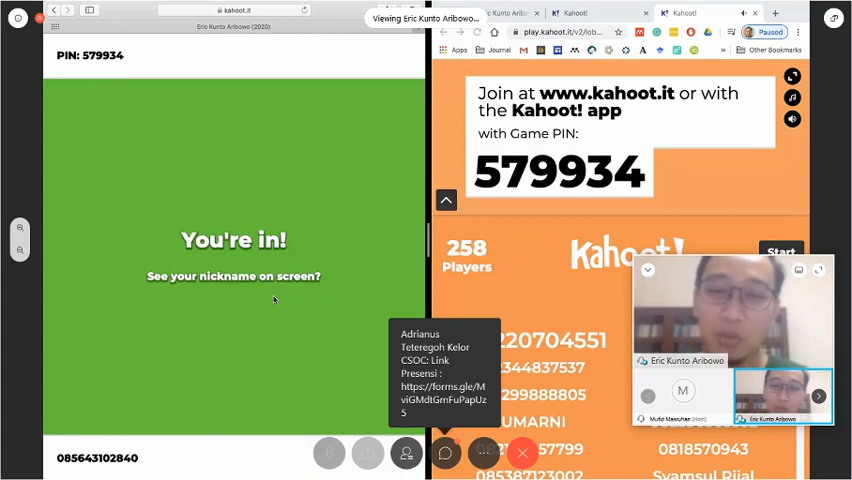 Viewing Eric Kunto Aribowo...
kahoot.it
Eric Kunto Aribowo (2020)
PIN: 579934
You're in!
See your nickname on screen?
085643102840
Kahoot!
Kahoot!
play.kahoot.it/v2/lob...
Paused
Apps
Journal
Other Bookmarks
Join at www.kahoot.it or with
the Kahoot! app
with Game PIN:
579934
258
Players
Kahoot!
Start
Adrianus
Teteregoh Kelor
CSOC: Link
Presensi :
https://forms.gle/M
viGMdtGmFuPapUz
5
220704551
344837537
299888805
UMARNI
57799
0818570943
085387123002
Syamsul Rijal
Eric Kunto Aribowo
M
Mufid Masruhan (Host)
Eric Kunto Aribowo